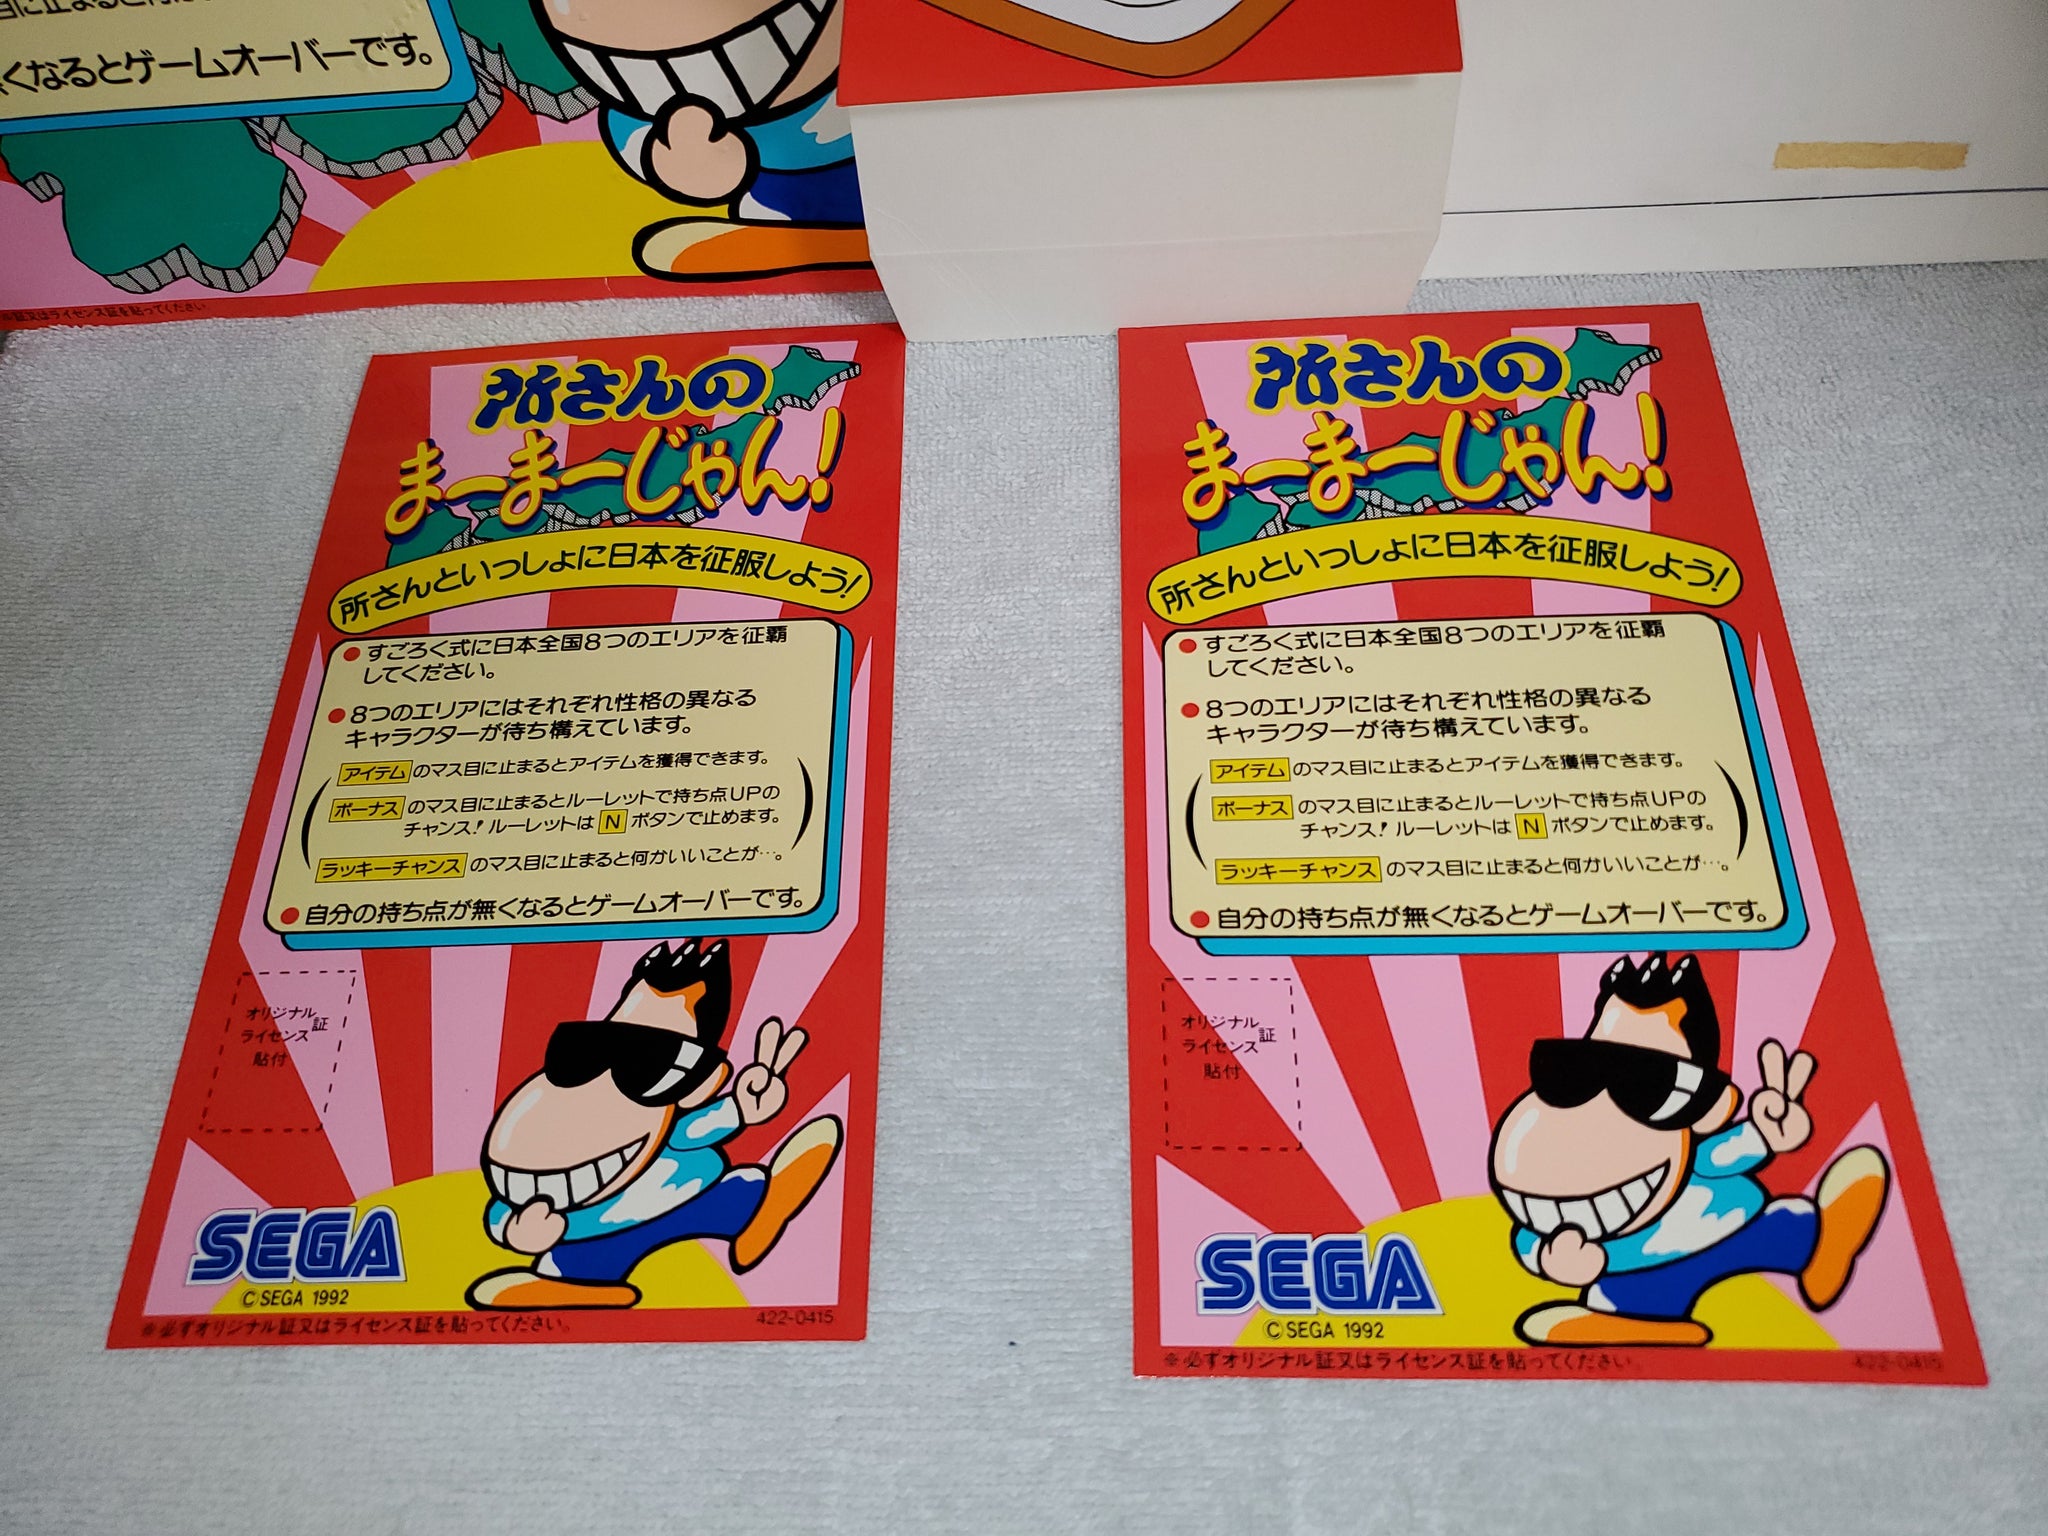 くなるとゲームオーバーです。
証又はライセンス証を貼ってください
所さんの
まーまーじゃん!
所さんといっしょに日本を征服しよう!
●すごろく式に日本全国8つのエリアを征覇
してください。
●8つのエリアにはそれぞれ性格の異なる
キャラクターが待ち構えています。
アイテムのマス目に止まるとアイテムを獲得できます。
ボーナスのマス目に止まるとルーレットで持ち点UPの
チャンス!ルーレットはNボタンで止めます。
ラッキーチャンスのマス目に止まると何かいいことが…。
●自分の持ち点が無くなるとゲームオーバーです。
オリジナル
ライセンス証
貼付
SEGA
©SEGA 1992
※必ずオリジナル証又はライセンス証を貼ってください。
422-0415
所さんの
まーまーじゃん!
所さんといっしょに日本を征服しよう!
●すごろく式に日本全国8つのエリアを征覇
してください。
●8つのエリアにはそれぞれ性格の異なる
キャラクターが待ち構えています。
アイテムのマス目に止まるとアイテムを獲得できます。
ボーナスのマス目に止まるとルーレットで持ち点UPの
チャンス!ルーレットはNボタンで止めます。
ラッキーチャンスのマス目に止まると何かいいことが…。
●自分の持ち点が無くなるとゲームオーバーです。
オリジナル
ライセンス証
貼付
SEGA
©SEGA 1992
※必ずオリジナル証又はライセンス証を貼ってください。
422-0415